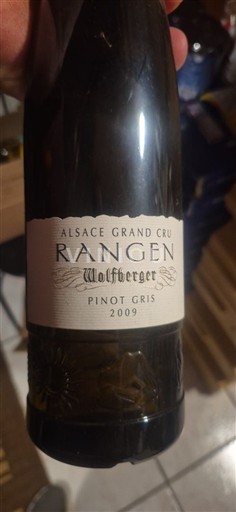 ALSACE GRAND CRU
RANGEN
Wolfberger
PINOT GRIS
2009